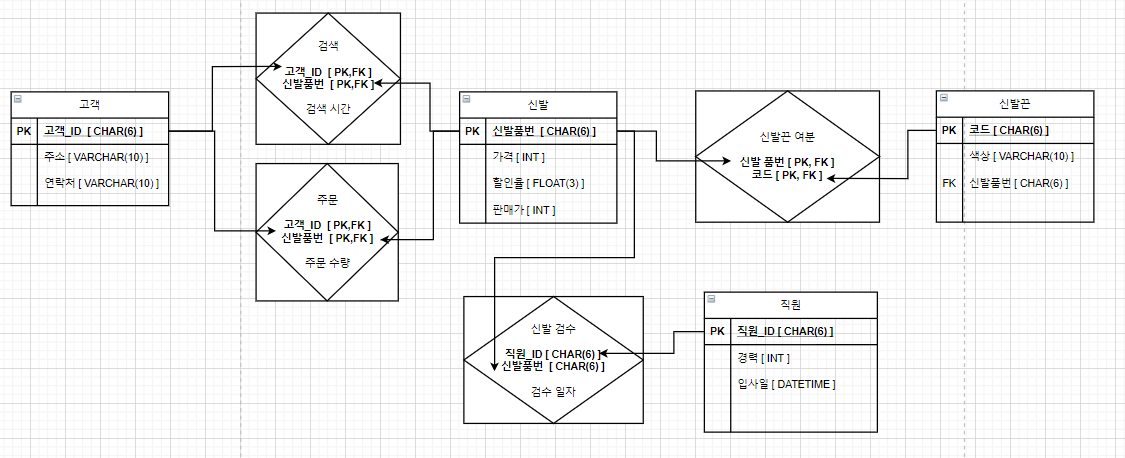 고객
PK 고객_ID [ CHAR(6) ]
주소 [ VARCHAR(10) ]
연락처 [ VARCHAR(10) ]
검색
고객_ID [ PK,FK ]
신발품번 [ PK,FK ]
검색 시간
주문
고객_ID [ PK,FK ]
신발품번 [ PK,FK ]
주문 수량
신발
PK 신발품번 [ CHAR(6) ]
가격 [ INT ]
할인율 [ FLOAT(3) ]
판매가 [ INT ]
신발끈 여분
신발 품번 [ PK, FK ]
코드 [ PK, FK ]
신발끈
PK 코드 [ CHAR(6) ]
색상 [ VARCHAR(10) ]
FK 신발품번 [ CHAR(6) ]
신발 검수
직원_ID [ CHAR(6) ]
신발품번 [ CHAR(6) ]
검수 일자
직원
PK 직원_ID [ CHAR(6) ]
경력 [ INT ]
입사일 [ DATETIME ]